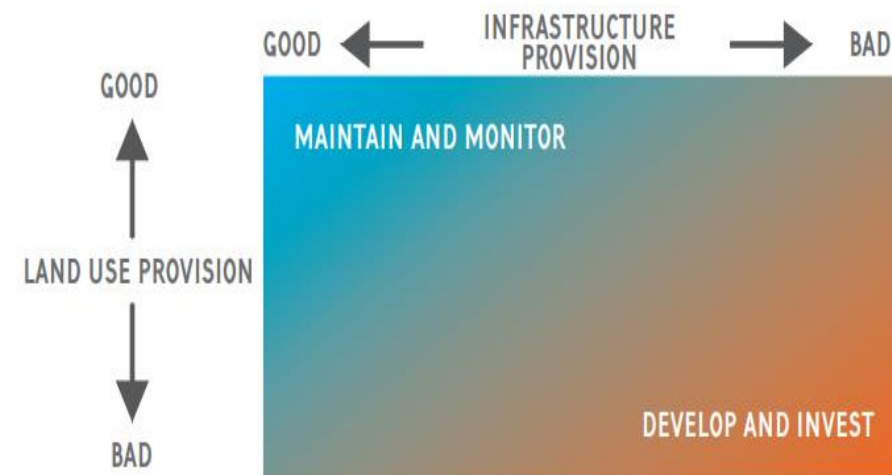 GOOD
INFRASTRUCTURE
PROVISION
BAD
GOOD
MAINTAIN AND MONITOR
LAND USE PROVISION
DEVELOP AND INVEST
BAD